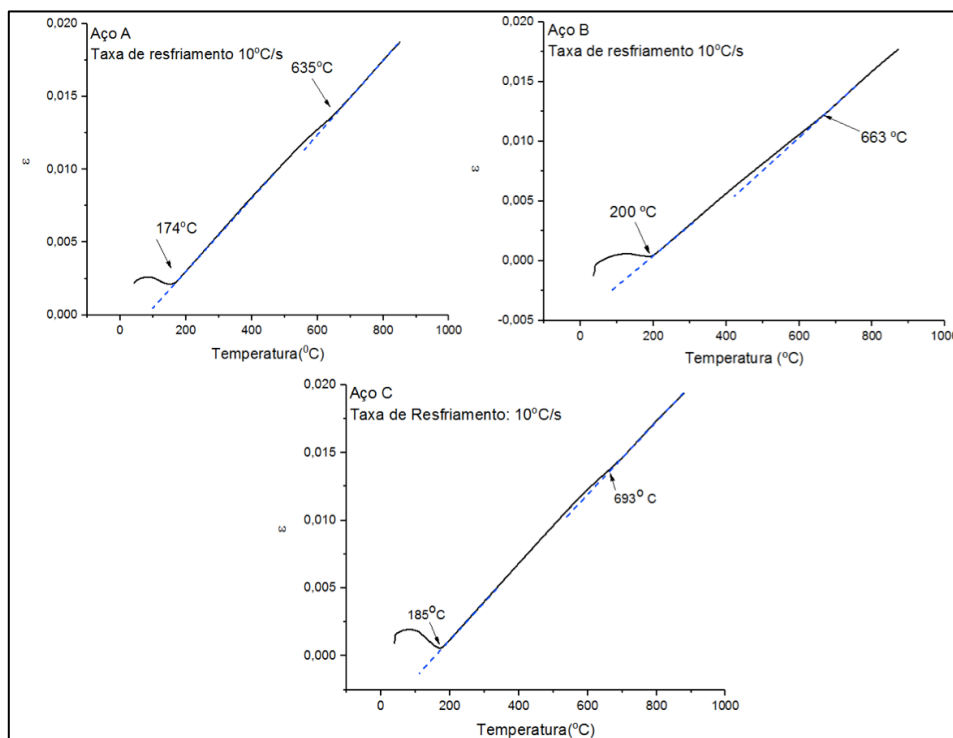 Aço A
Taxa de resfriamento 10ºC/s
635ºC
174ºC
ε
0,020
0,015
0,010
0,005
0,000
0 200 400 600 800 1000
Temperatura(⁰C)
Aço B
Taxa de resfriamento 10ºC/s
663 ºC
200 ºC
ε
0,020
0,015
0,010
0,005
0,000
-0,005
0 200 400 600 800 1000
Temperatura (ºC)
Aço C
Taxa de Resfriamento: 10ºC/s
693º C
185ºC
ε
0,020
0,015
0,010
0,005
0,000
0 200 400 600 800 1000
Temperatura(ºC)